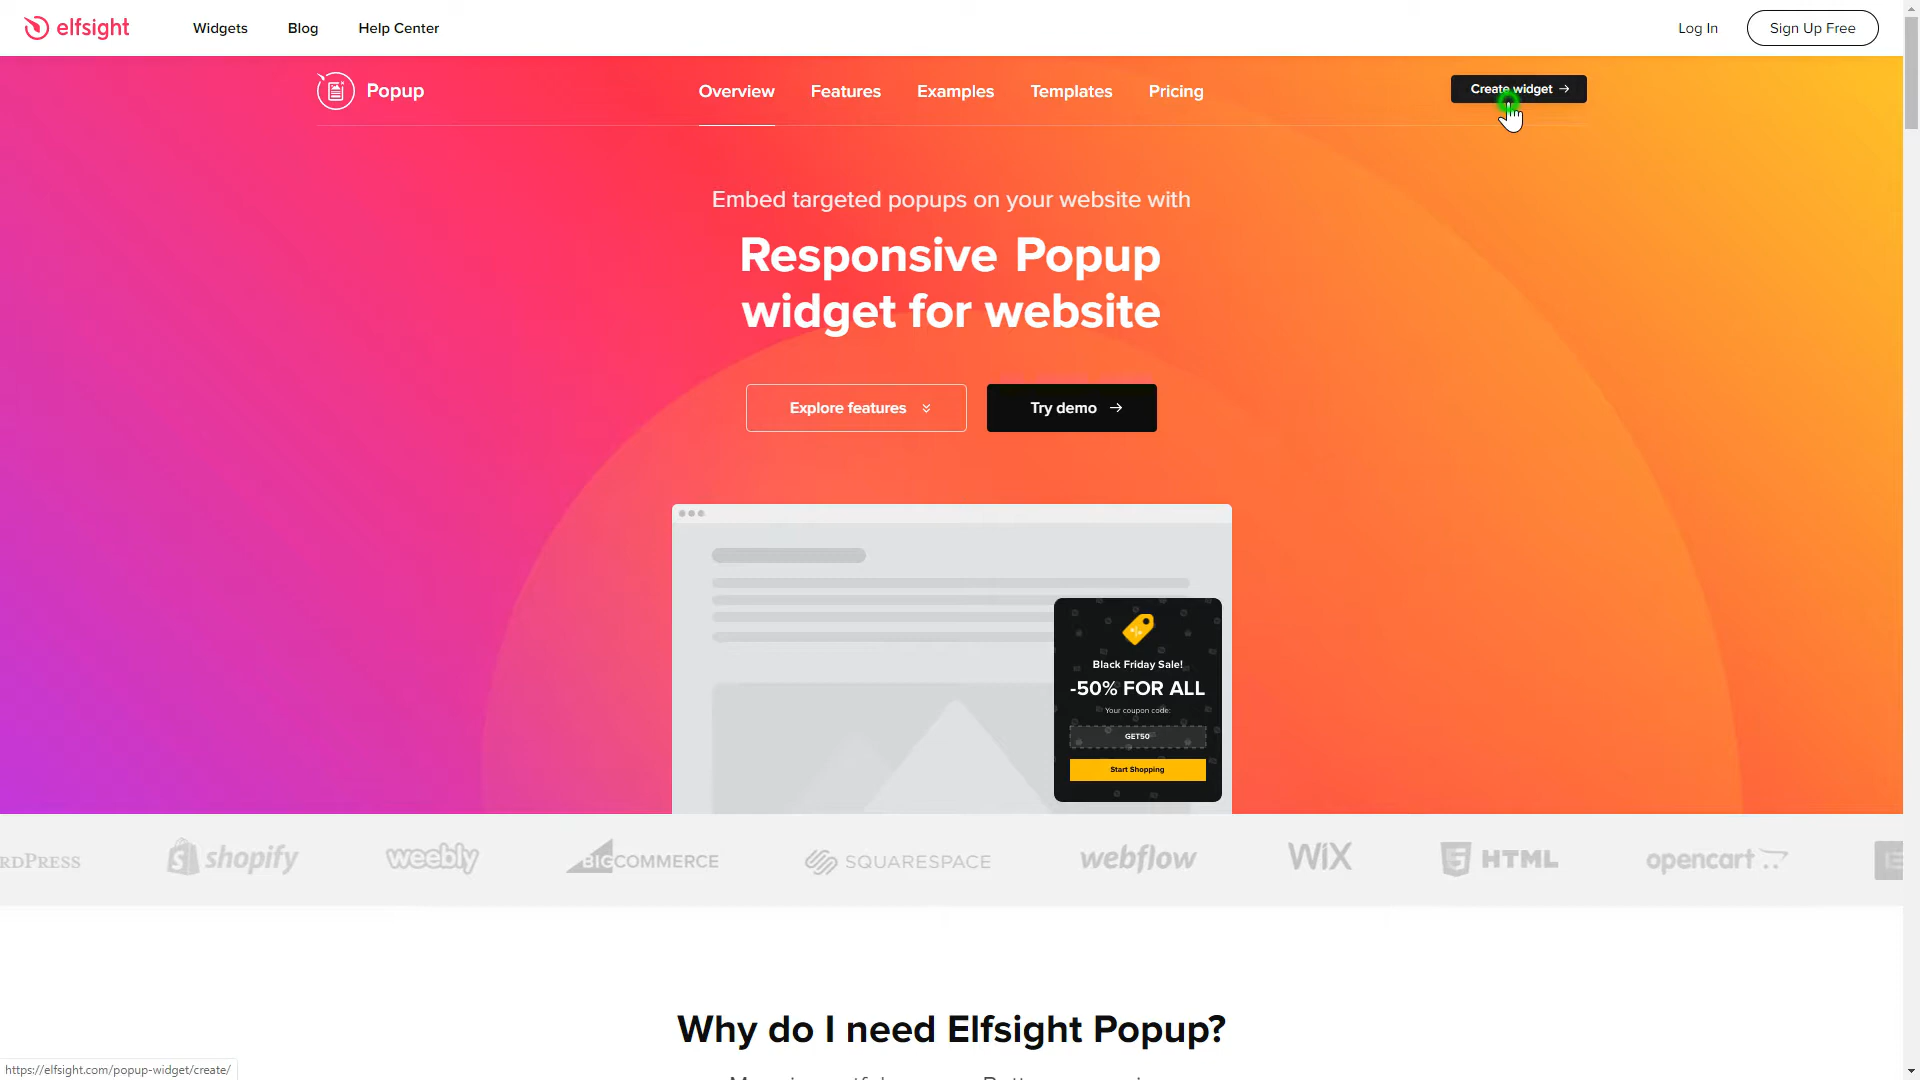 elfsight
Widgets
Blog
Help Center
Log In
Sign Up Free
Popup
Overview
Features
Examples
Templates
Pricing
Create widget
Embed targeted popups on your website with
Responsive Popup
widget for website
Explore features
Try demo
Black Friday Sale!
-50% FOR ALL
Your coupon code:
GET50
Start Shopping
RDPRESS
shopify
weebly
BIGCOMMERCE
SQUARESPACE
webflow
WiX
HTML
opencart
Why do I need Elfsight Popup?
https://elfsight.com/popup-widget/create/